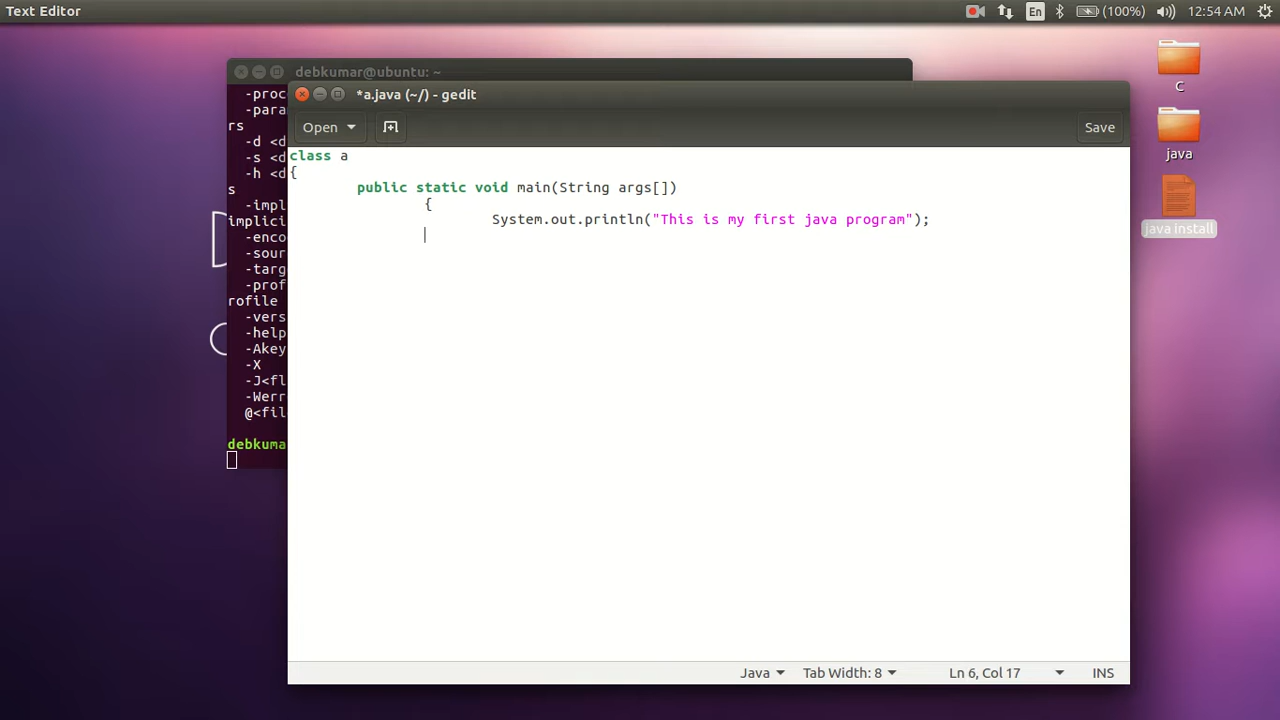 Text Editor
En
(100%)
12:54 AM
debkumar@ubuntu: ~
*a.java (~/) - gedit
Open
Save
-proc
-para
rs
-d <d
-s <d
-h <d
s
-impl
implici
-enco
-sour
-targ
-prof
rofile
-vers
-help
-Akey
-X
-J<fl
-Werr
@<fil
debkuma
class a
{
public static void main(String args[])
{
System.out.println("This is my first java program");
C
java
java install
Java
Tab Width: 8
Ln 6, Col 17
INS